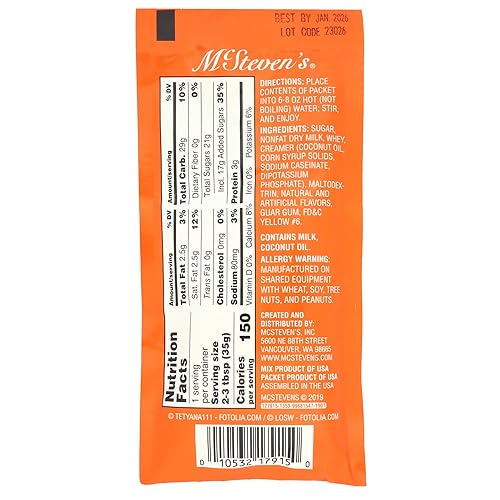 BEST BY JAN. 2026
LOT CODE 23026
McSteven's®
DIRECTIONS: PLACE
CONTENTS OF PACKET
INTO 6-8 OZ HOT (NOT
BOILING) WATER; STIR,
AND ENJOY.
INGREDIENTS: SUGAR,
NONFAT DRY MILK, WHEY,
CREAMER (COCONUT OIL,
CORN SYRUP SOLIDS,
SODIUM CASEINATE,
DIPOTASSIUM
PHOSPHATE), MALTODEX-
TRIN, NATURAL AND
ARTIFICIAL FLAVORS,
GUAR GUM, FD&C
YELLOW #6.
CONTAINS MILK,
COCONUT OIL.
ALLERGY WARNING:
MANUFACTURED ON
SHARED EQUIPMENT
WITH WHEAT, SOY, TREE
NUTS, AND PEANUTS.
CREATED AND
DISTRIBUTED BY:
MCSTEVEN'S, INC
5600 NE 88TH STREET
VANCOUVER, WA 98665
WWW.MCSTEVENS.COM
MIX PRODUCT OF USA
PACKET PRODUCT OF USA
ASSEMBLED IN THE USA
MCSTEVENS © 2019
Nutrition
Facts
1 serving
per container
Serving size
2-3 tbsp (35g)
Calories
per serving
150
Amount/serving % DV
Total Fat 2.5g 3%
Sat. Fat 2.5g 12%
Trans Fat 0g
Cholesterol 0mg 0%
Sodium 80mg 3%
Amount/serving % DV
Total Carb. 29g 10%
Dietary Fiber 0g 0%
Total Sugars 21g
Incl. 17g Added Sugars 35%
Protein 3g
Vitamin D 0% Calcium 8% Iron 0% Potassium 6%
© TETYANA111 - FOTOLIA.COM / © LOSW - FOTOLIA.COM
0 10532 17915 0